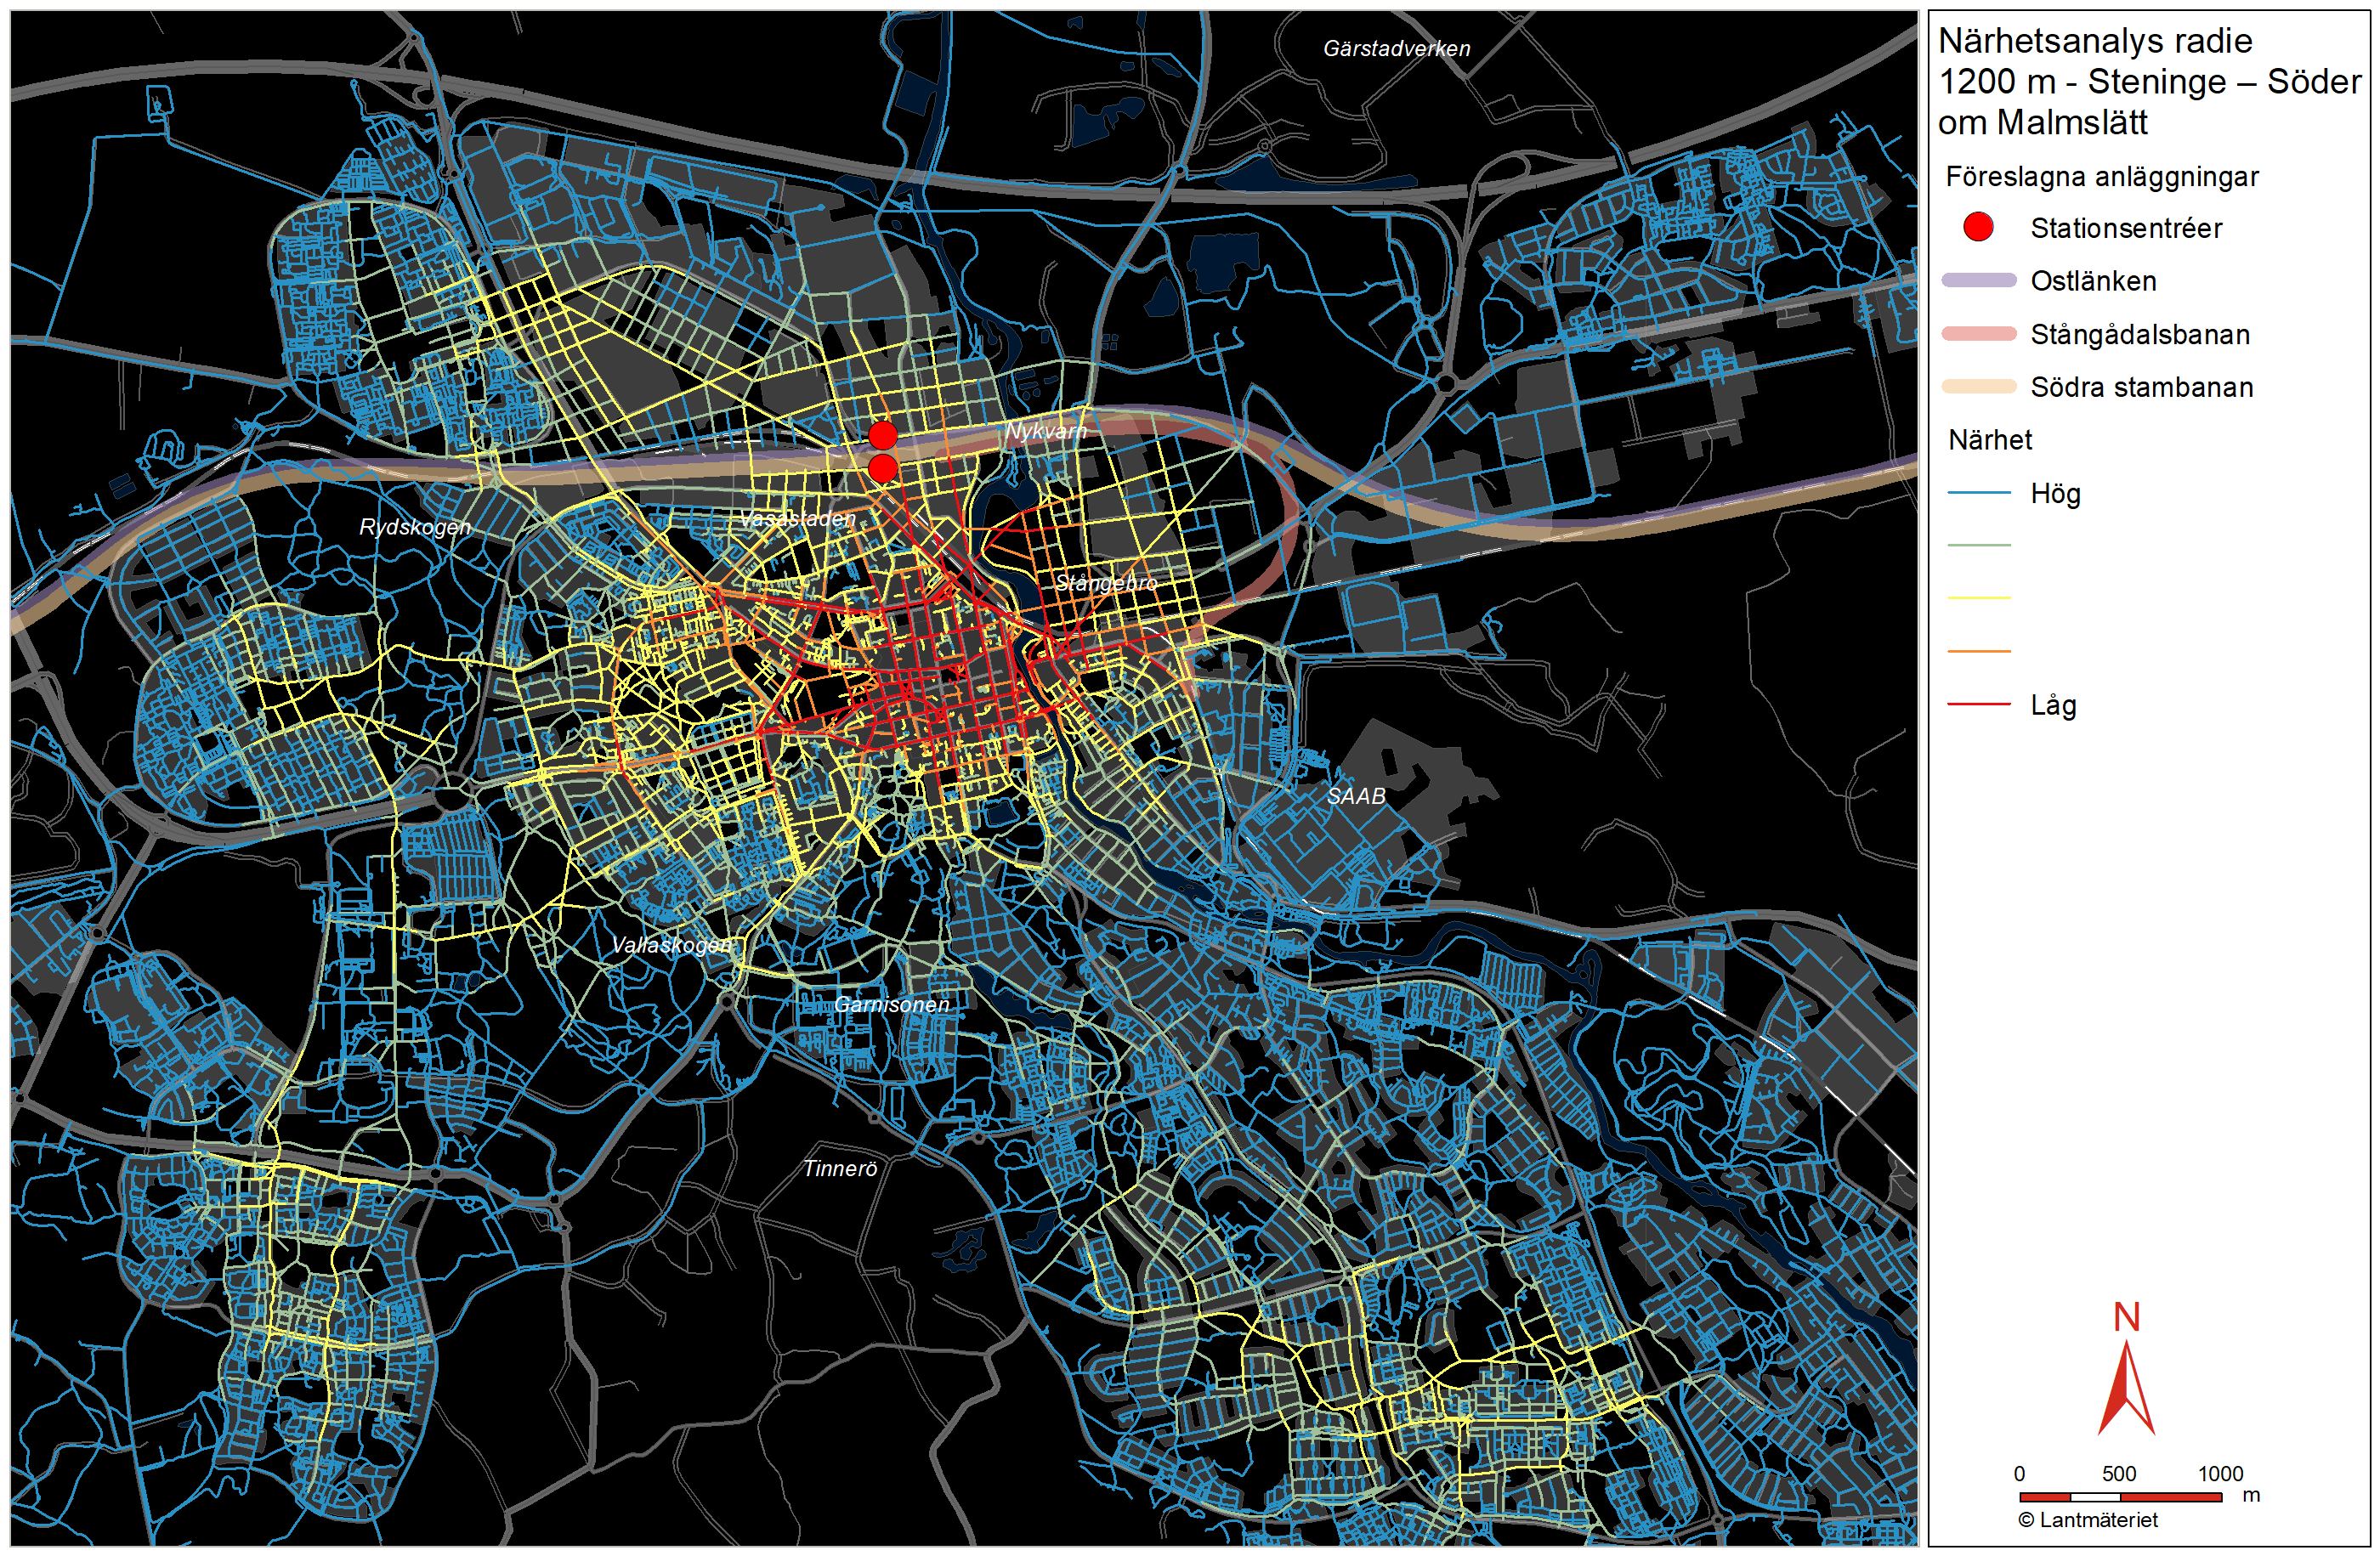 Gärstadverken
Nykvarn
Rydskogen
Vasastaden
Stångebro
SAAB
Vallaskogen
Garnisonen
Tinnerö
Närhetsanalys radie
1200 m - Steninge – Söder
om Malmslätt
Föreslagna anläggningar
Stationsentréer
Ostlänken
Stångådalsbanan
Södra stambanan
Närhet
Hög
Låg
N
0 500 1000
m
© Lantmäteriet